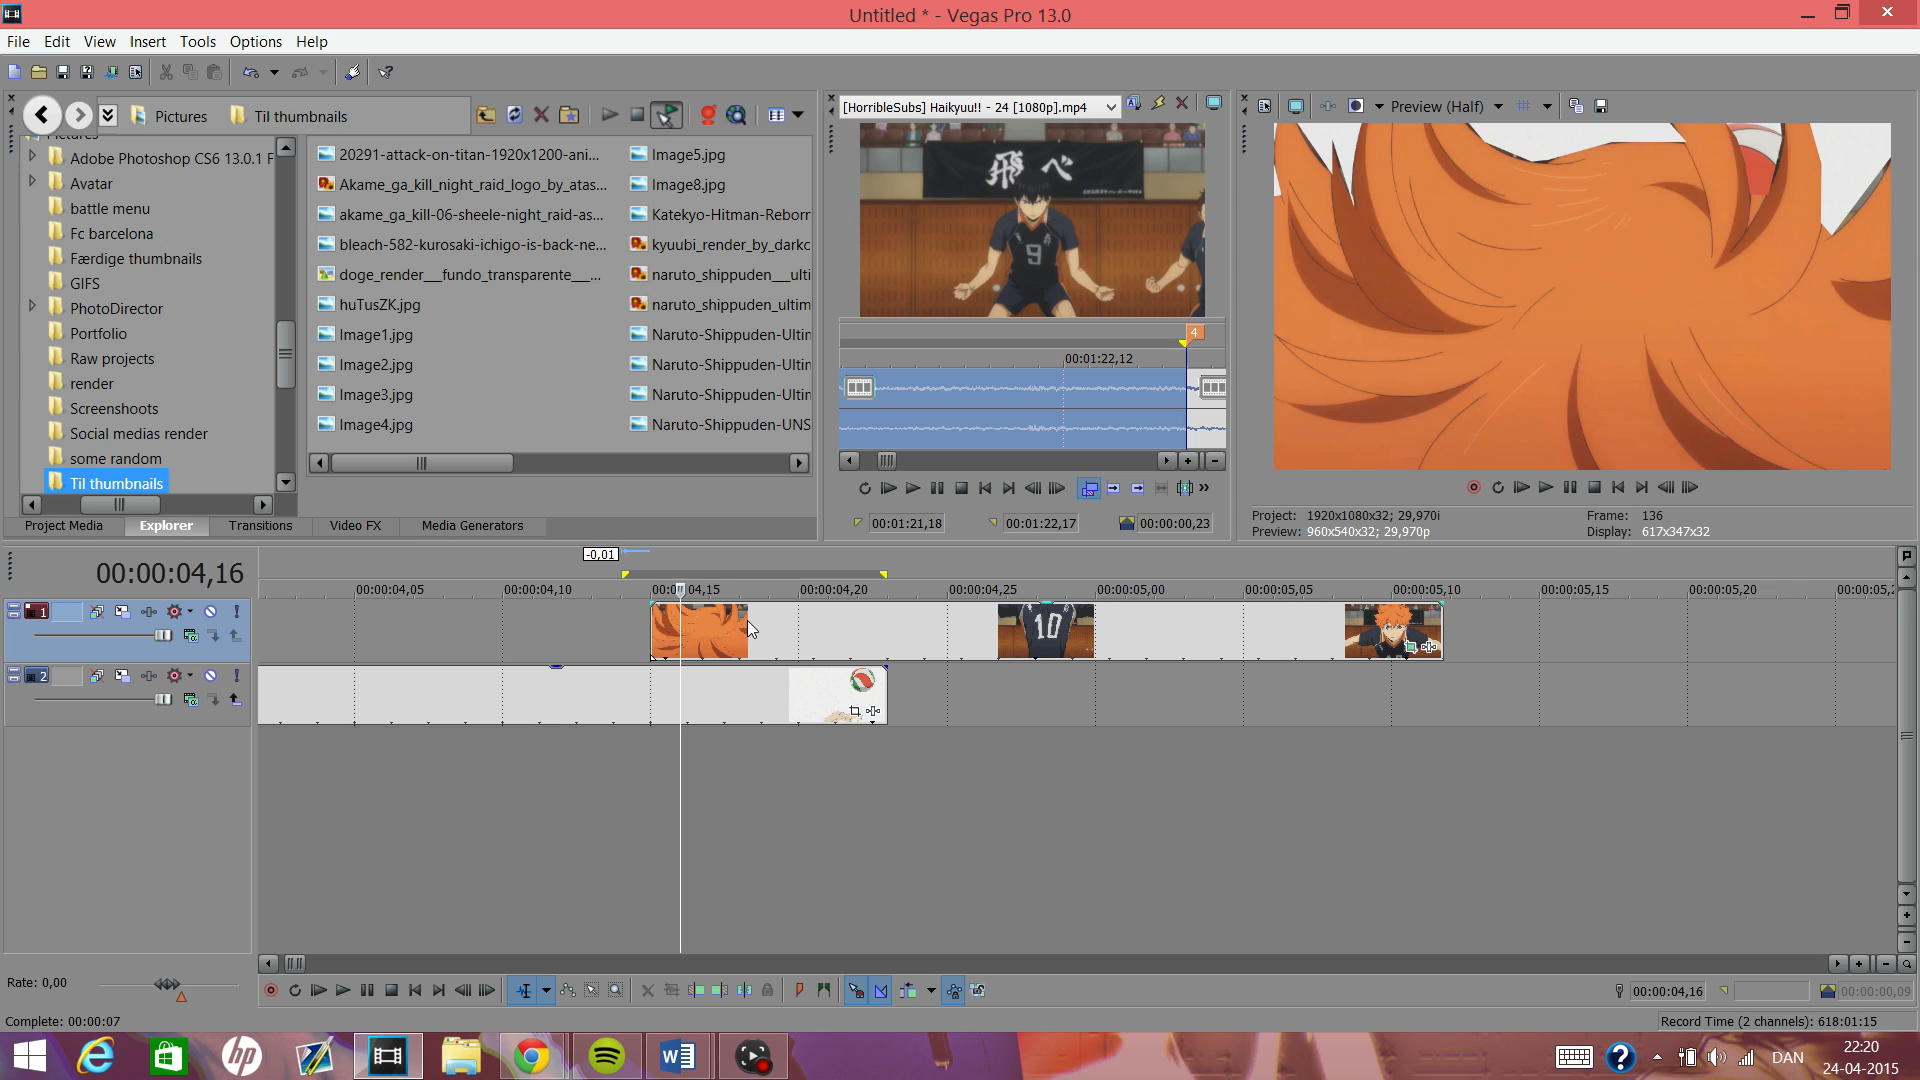 Untitled * - Vegas Pro 13.0
File Edit View Insert Tools Options Help
Pictures Til thumbnails
Adobe Photoshop CS6 13.0.1 F
Avatar
battle menu
Fc barcelona
Færdige thumbnails
GIFS
PhotoDirector
Portfolio
Raw projects
render
Screenshoots
Social medias render
some random
Til thumbnails
20291-attack-on-titan-1920x1200-ani...
Akame_ga_kill_night_raid_logo_by_atas...
akame_ga_kill-06-sheele-night_raid-as...
bleach-582-kurosaki-ichigo-is-back-ne...
doge_render___fundo_transparente___...
huTusZK.jpg
Image1.jpg
Image2.jpg
Image3.jpg
Image4.jpg
Image5.jpg
Image8.jpg
Katekyo-Hitman-Reborr
kyuubi_render_by_darkc
naruto_shippuden__ulti
naruto_shippuden_ultim
Naruto-Shippuden-Ultin
Naruto-Shippuden-Ultin
Naruto-Shippuden-Ultin
Naruto-Shippuden-UNS
Project Media Explorer Transitions Video FX Media Generators
[HorribleSubs] Haikyuu!! - 24 [1080p].mp4
飛べ
9
4
00:01:22,12
00:01:21,18 00:01:22,17 00:00:00,23
Preview (Half)
Project: 1920x1080x32; 29,970i Frame: 136
Preview: 960x540x32; 29,970p Display: 617x347x32
-0,01
00:00:04,16
00:00:04,05 00:00:04,10 00:00:04,15 00:00:04,20 00:00:04,25 00:00:05,00 00:00:05,05 00:00:05,10 00:00:05,15 00:00:05,20 00:00:05,2
1
10
2
Rate: 0,00
00:00:04,16 00:00:00,09
Complete: 00:00:07
Record Time (2 channels): 618:01:15
DAN
22:20
24-04-2015